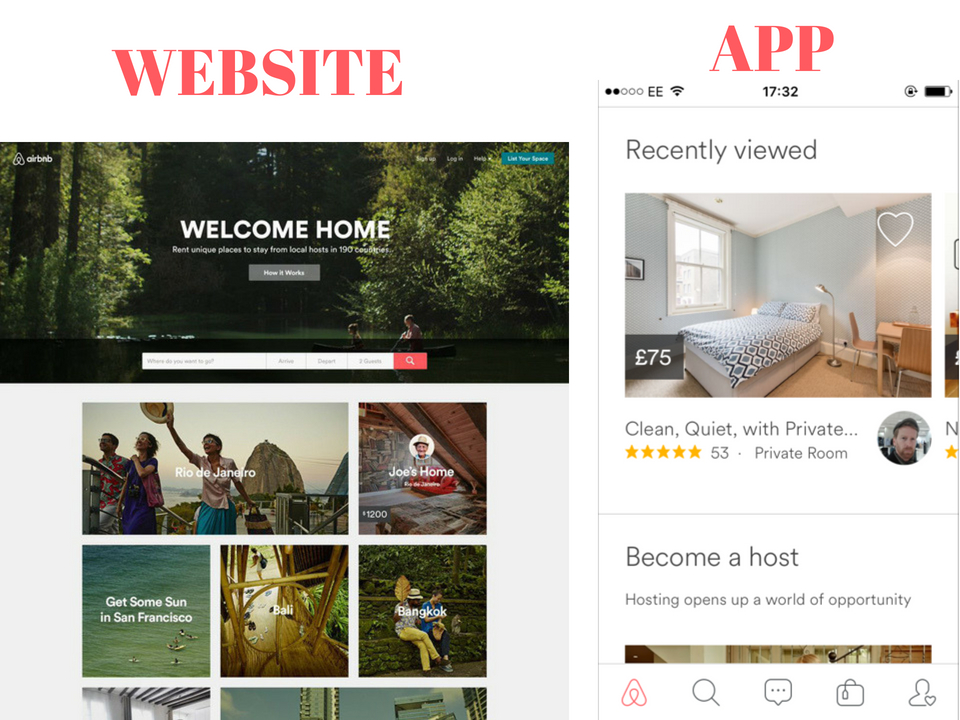 WEBSITE
airbnb
Sign up Log in Help List Your Space
WELCOME HOME
Rent unique places to stay from local hosts in 190 countries.
How it Works
Where do you want to go? Arrive Depart 2 Guests
Rio de Janeiro
Joe's Home
Rio de Janeiro
$1200
Get Some Sun
in San Francisco
Bali
Bangkok
APP
EE 17:32
Recently viewed
£75
£
Clean, Quiet, with Private... N
53 · Private Room
Become a host
Hosting opens up a world of opportunity